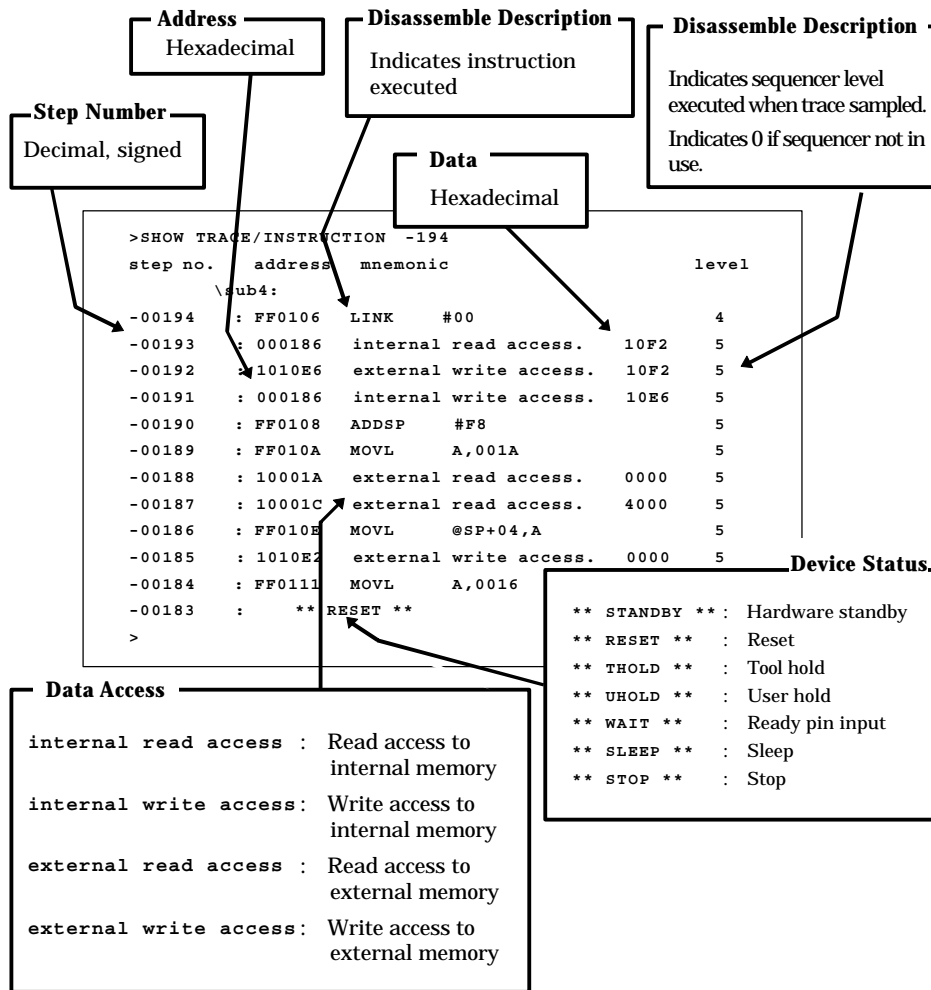 Address
Hexadecimal
Disassemble Description
Indicates instruction
executed
Disassemble Description
Indicates sequencer level
executed when trace sampled.
Indicates 0 if sequencer not in
use.
Step Number
Decimal, signed
Data
Hexadecimal
>SHOW TRACE/INSTRUCTION -194
step no. address mnemonic level
\sub4:
-00194 : FF0106 LINK #00 4
-00193 : 000186 internal read access. 10F2 5
-00192 : 1010E6 external write access. 10F2 5
-00191 : 000186 internal write access. 10E6 5
-00190 : FF0108 ADDSP #F8 5
-00189 : FF010A MOVL A,001A 5
-00188 : 10001A external read access. 0000 5
-00187 : 10001C external read access. 4000 5
-00186 : FF010E MOVL @SP+04,A 5
-00185 : 1010E2 external write access. 0000 5
-00184 : FF0111 MOVL A,0016
-00183 : ** RESET **
>
Device Status
** STANDBY ** : Hardware standby
** RESET ** : Reset
** THOLD ** : Tool hold
** UHOLD ** : User hold
** WAIT ** : Ready pin input
** SLEEP ** : Sleep
** STOP ** : Stop
Data Access
internal read access : Read access to
internal memory
internal write access : Write access to
internal memory
external read access : Read access to
external memory
external write access : Write access to
external memory